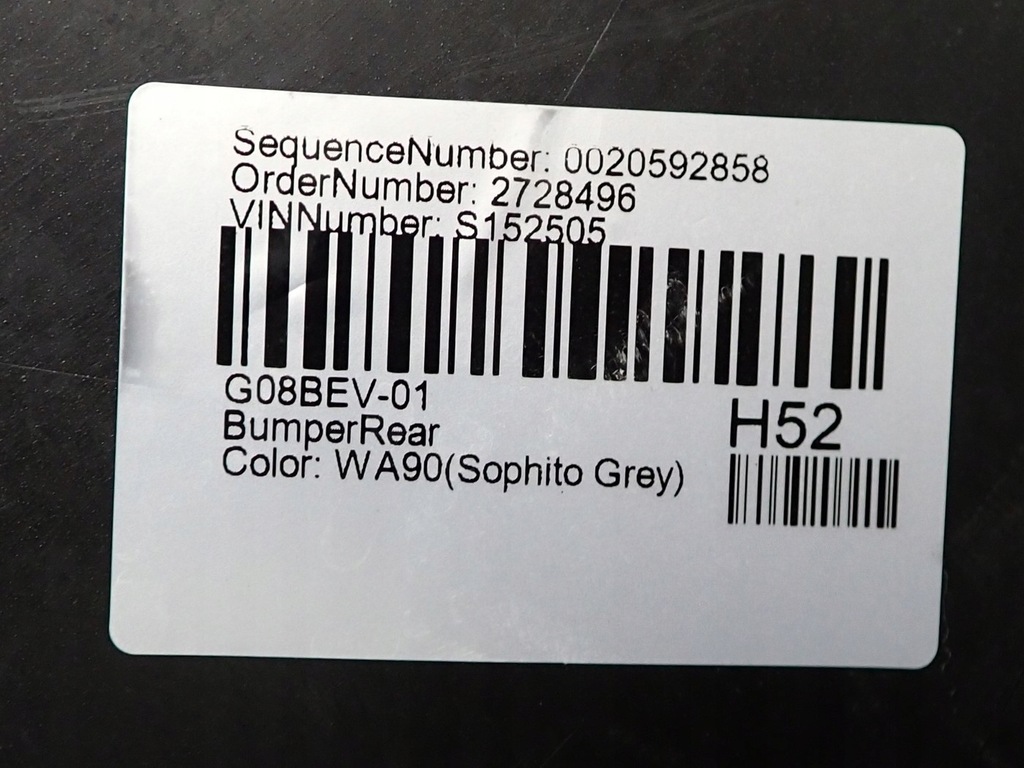 SequenceNumber: 0020592858
OrderNumber: 2728496
VINNumber: S152505
G08BEV-01
BumperRear
Color: WA90(Sophito Grey)
H52